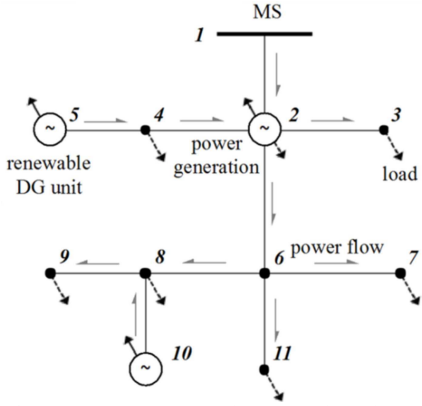 MS
1
5
4
2
3
~
~
power
generation
renewable
DG unit
load
9
8
6
power flow
7
~
10
11